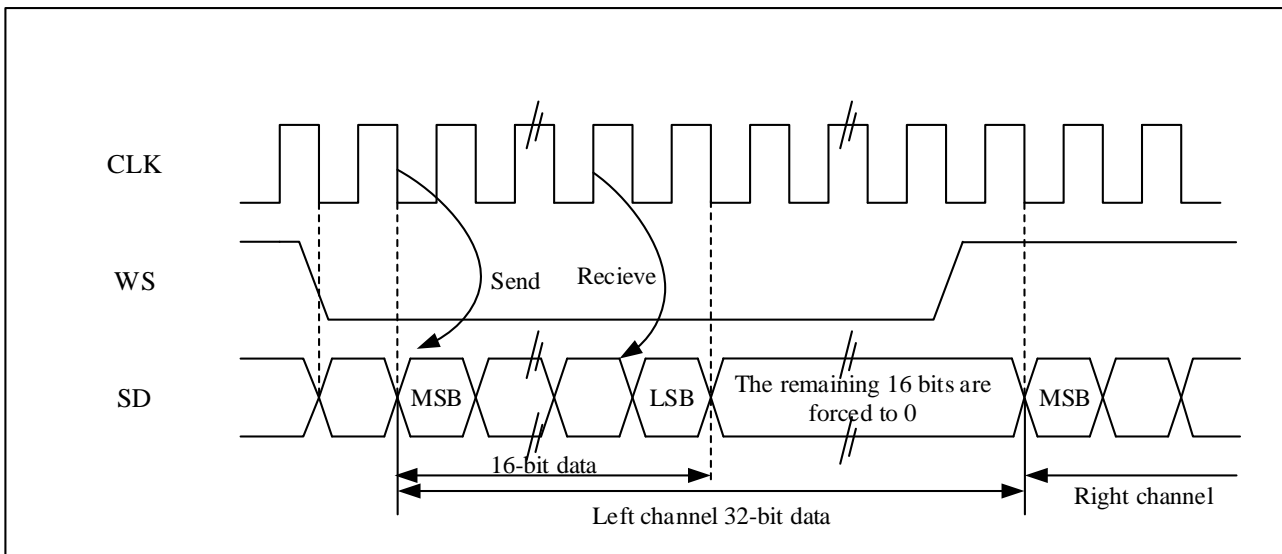 CLK
WS
Send
Recieve
SD
MSB
LSB
The remaining 16 bits are
forced to 0
MSB
16-bit data
Left channel 32-bit data
Right channel